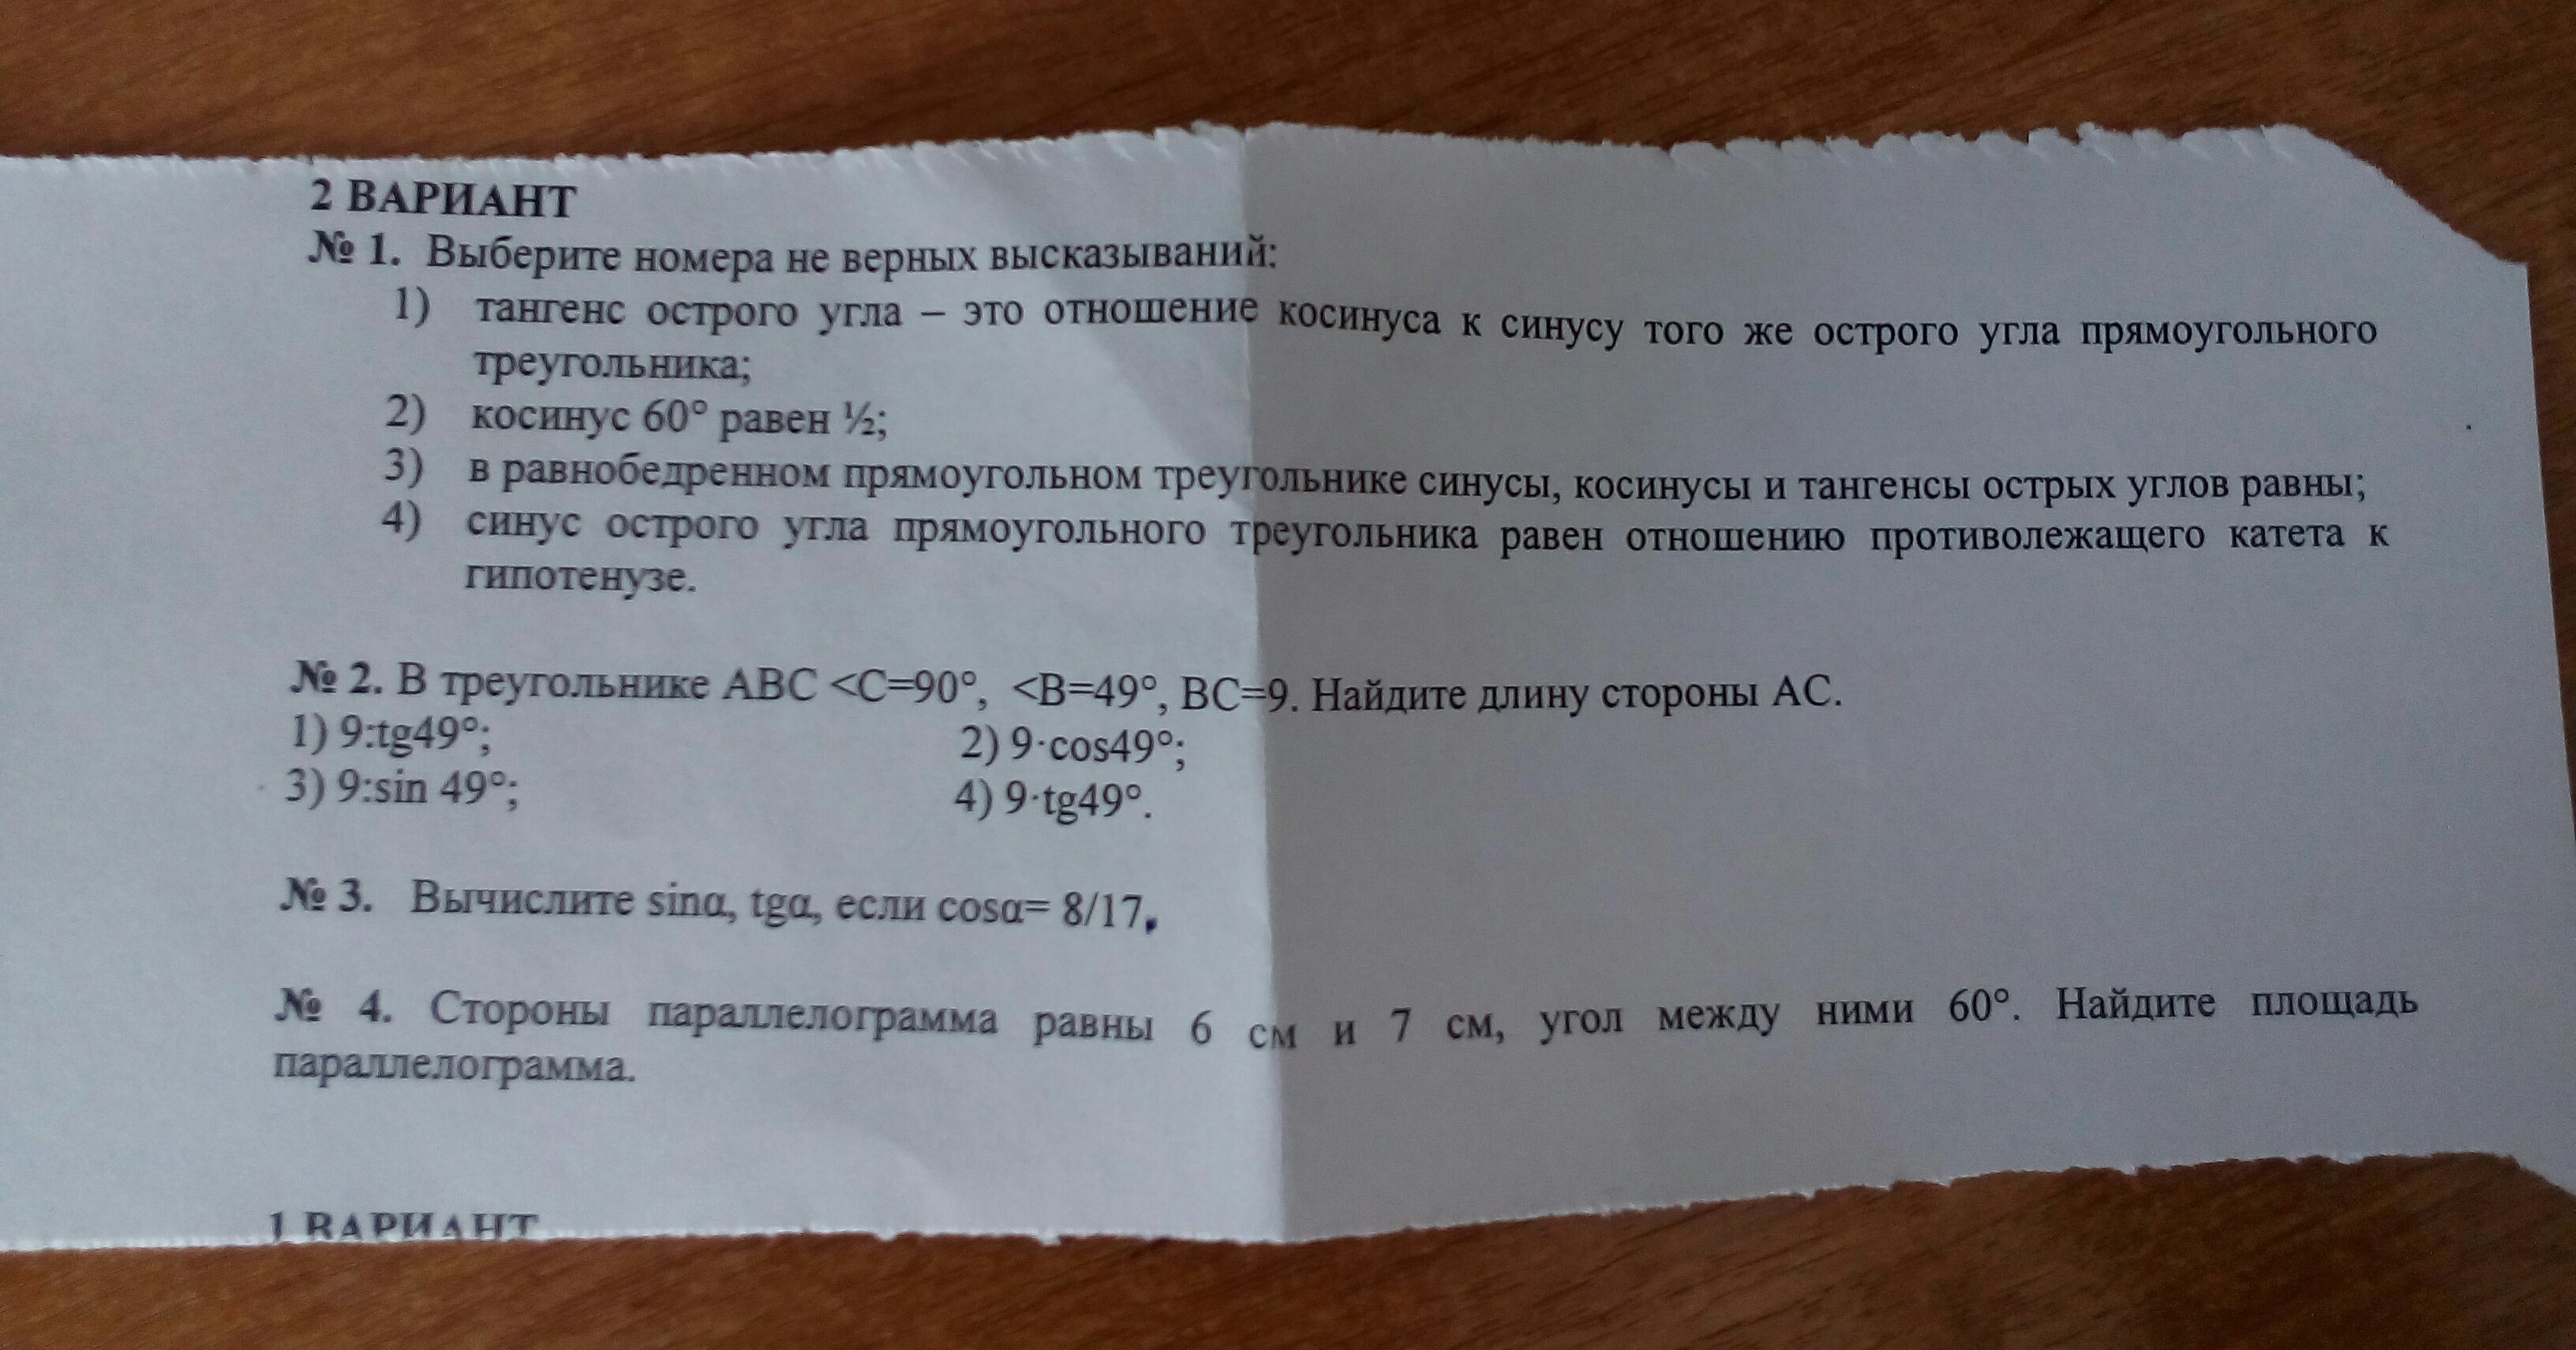 2 ВАРИАНТ
№ 1. Выберите номера не верных высказываний:
1) тангенс острого угла – это отношение косинуса к синусу того же острого угла прямоугольного
треугольника;
2) косинус 60° равен ½;
3) в равнобедренном прямоугольном треугольнике синусы, косинусы и тангенсы острых углов равны;
4) синус острого угла прямоугольного треугольника равен отношению противолежащего катета к
гипотенузе.
№ 2. В треугольнике АВС <С=90°, <В=49°, ВС=9. Найдите длину стороны АС.
1) 9:tg49°; 2) 9·cos49°;
3) 9:sin 49°; 4) 9·tg49°.
№ 3. Вычислите sinα, tgα, если cosα= 8/17,
№ 4. Стороны параллелограмма равны 6 см и 7 см, угол между ними 60°. Найдите площадь
параллелограмма.
1 ВАРИАНТ